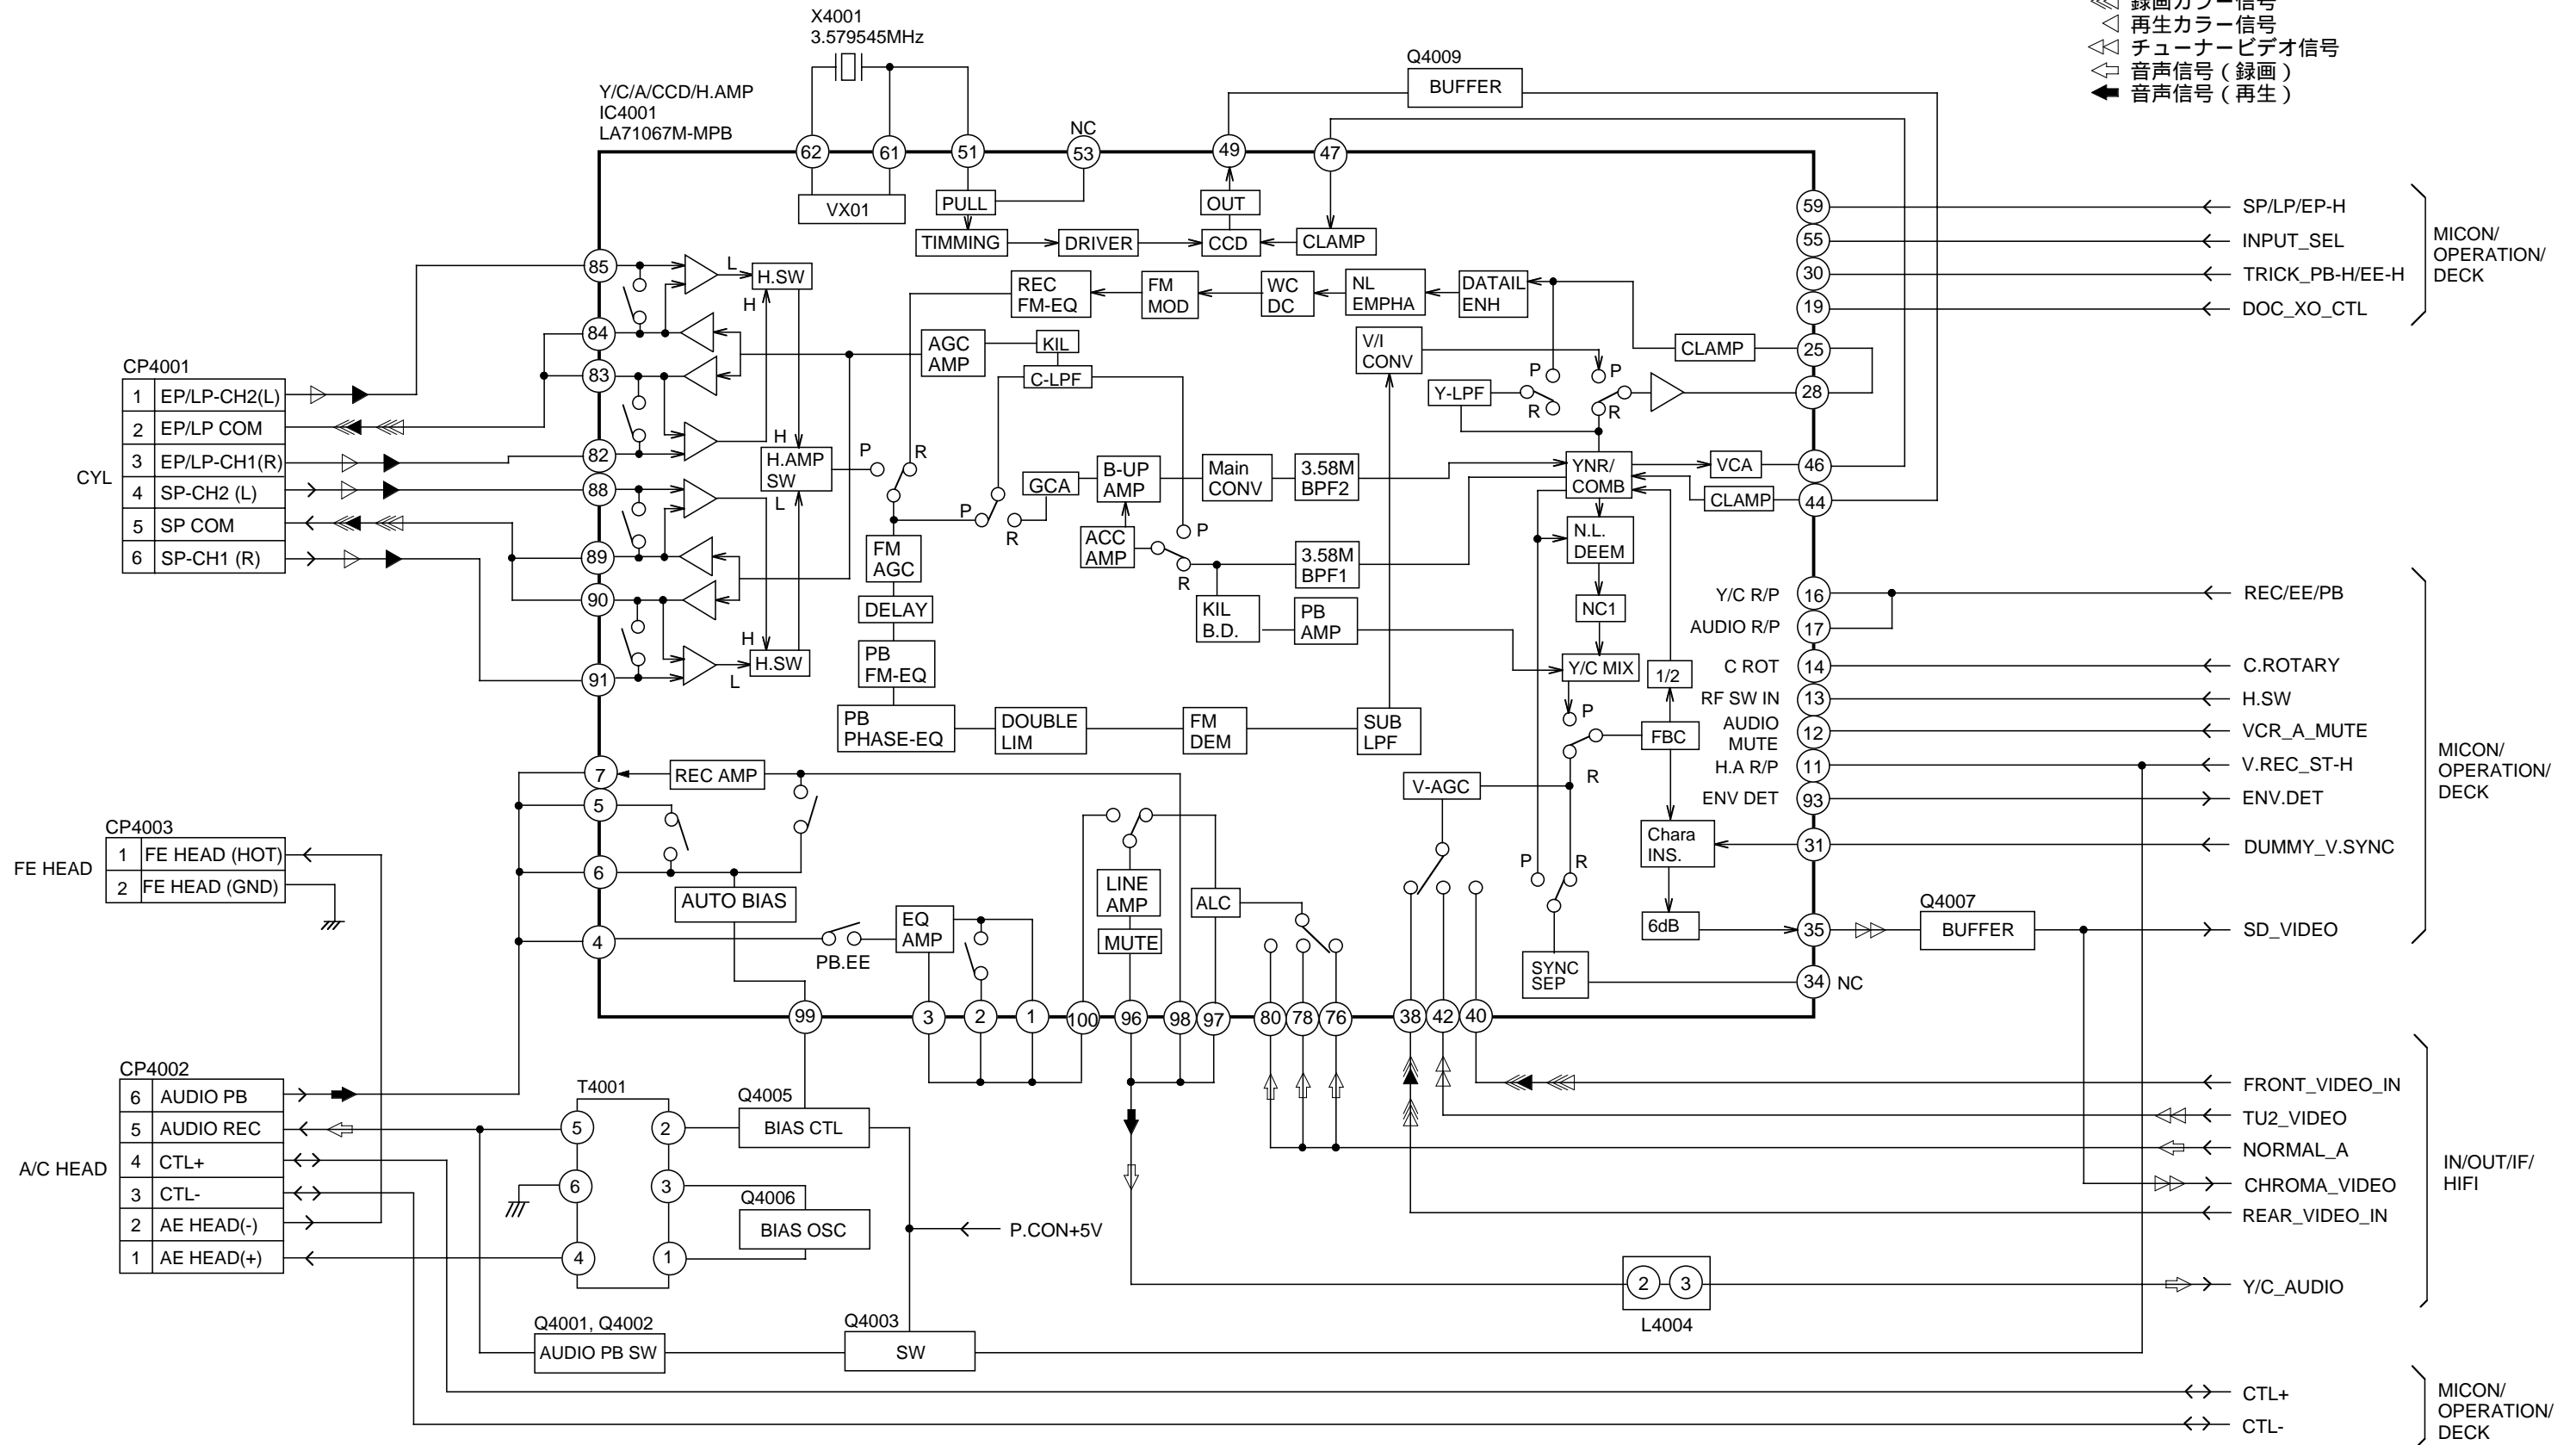 録画カラー信号
再生カラー信号
チューナービデオ信号
音声信号 ( 録画 )
音声信号 ( 再生 )
X4001
3.579545MHz
Q4009
BUFFER
Y/C/A/CCD/H.AMP
IC4001
LA71067M-MPB
62
61
51
NC
53
49
47
VX01
PULL
OUT
TIMMING
DRIVER
CCD
CLAMP
59
SP/LP/EP-H
55
INPUT_SEL
30
TRICK_PB-H/EE-H
19
DOC_XO_CTL
MICON/
OPERATION/
DECK
85
L
H.SW
H
REC
FM-EQ
FM
MOD
WC
DC
NL
EMPHA
DATAIL
ENH
84
AGC
AMP
KIL
C-LPF
V/I
CONV
CLAMP
25
83
P
R
Y-LPF
P
R
28
CP4001
1 EP/LP-CH2(L)
2 EP/LP COM
3 EP/LP-CH1(R)
4 SP-CH2 (L)
5 SP COM
6 SP-CH1 (R)
CYL
82
H
H.AMP
SW
L
P
R
88
P
R
GCA
B-UP
AMP
Main
CONV
3.58M
BPF2
YNR/
COMB
VCA
46
CLAMP
44
ACC
AMP
P
R
3.58M
BPF1
N.L.
DEEM
89
FM
AGC
90
DELAY
KIL
B.D.
PB
AMP
NC1
Y/C R/P
16
REC/EE/PB
AUDIO R/P
17
H
H.SW
L
91
PB
FM-EQ
Y/C MIX
1/2
C ROT
14
C.ROTARY
RF SW IN
13
H.SW
PB
PHASE-EQ
DOUBLE
LIM
FM
DEM
SUB
LPF
P
R
FBC
AUDIO
MUTE
12
VCR_A_MUTE
H.A R/P
11
V.REC_ST-H
ENV DET
93
ENV.DET
MICON/
OPERATION/
DECK
7
REC AMP
5
V-AGC
Chara
INS.
31
DUMMY_V.SYNC
CP4003
1 FE HEAD (HOT)
2 FE HEAD (GND)
FE HEAD
6
AUTO BIAS
LINE
AMP
MUTE
ALC
P
R
6dB
35
Q4007
BUFFER
SD_VIDEO
4
PB.EE
EQ
AMP
SYNC
SEP
34
NC
99
3
2
1
100
96
98
97
80
78
76
38
42
40
CP4002
6 AUDIO PB
5 AUDIO REC
4 CTL+
3 CTL-
2 AE HEAD(-)
1 AE HEAD(+)
A/C HEAD
T4001
5
2
6
3
4
1
Q4005
BIAS CTL
Q4006
BIAS OSC
P.CON+5V
FRONT_VIDEO_IN
TU2_VIDEO
NORMAL_A
CHROMA_VIDEO
REAR_VIDEO_IN
IN/OUT/IF/
HIFI
2
3
L4004
Y/C_AUDIO
Q4001, Q4002
AUDIO PB SW
Q4003
SW
CTL+
CTL-
MICON/
OPERATION/
DECK